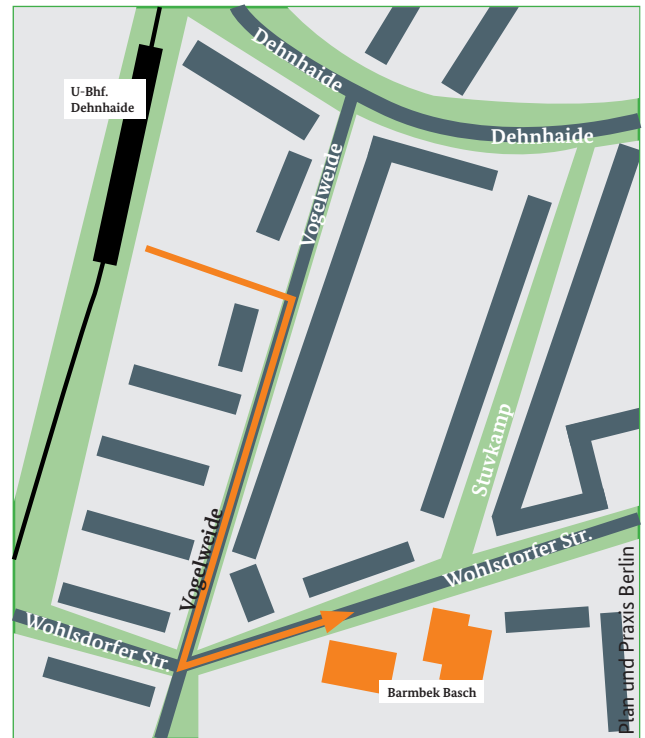 Dehnhaide
U-Bhf.
Dehnhaide
Dehnhaide
Vogelweide
Stuvkamp
Vogelweide
Wohlsdorfer Str.
Wohlsdorfer Str.
Barmbek Basch
Plan und Praxis Berlin